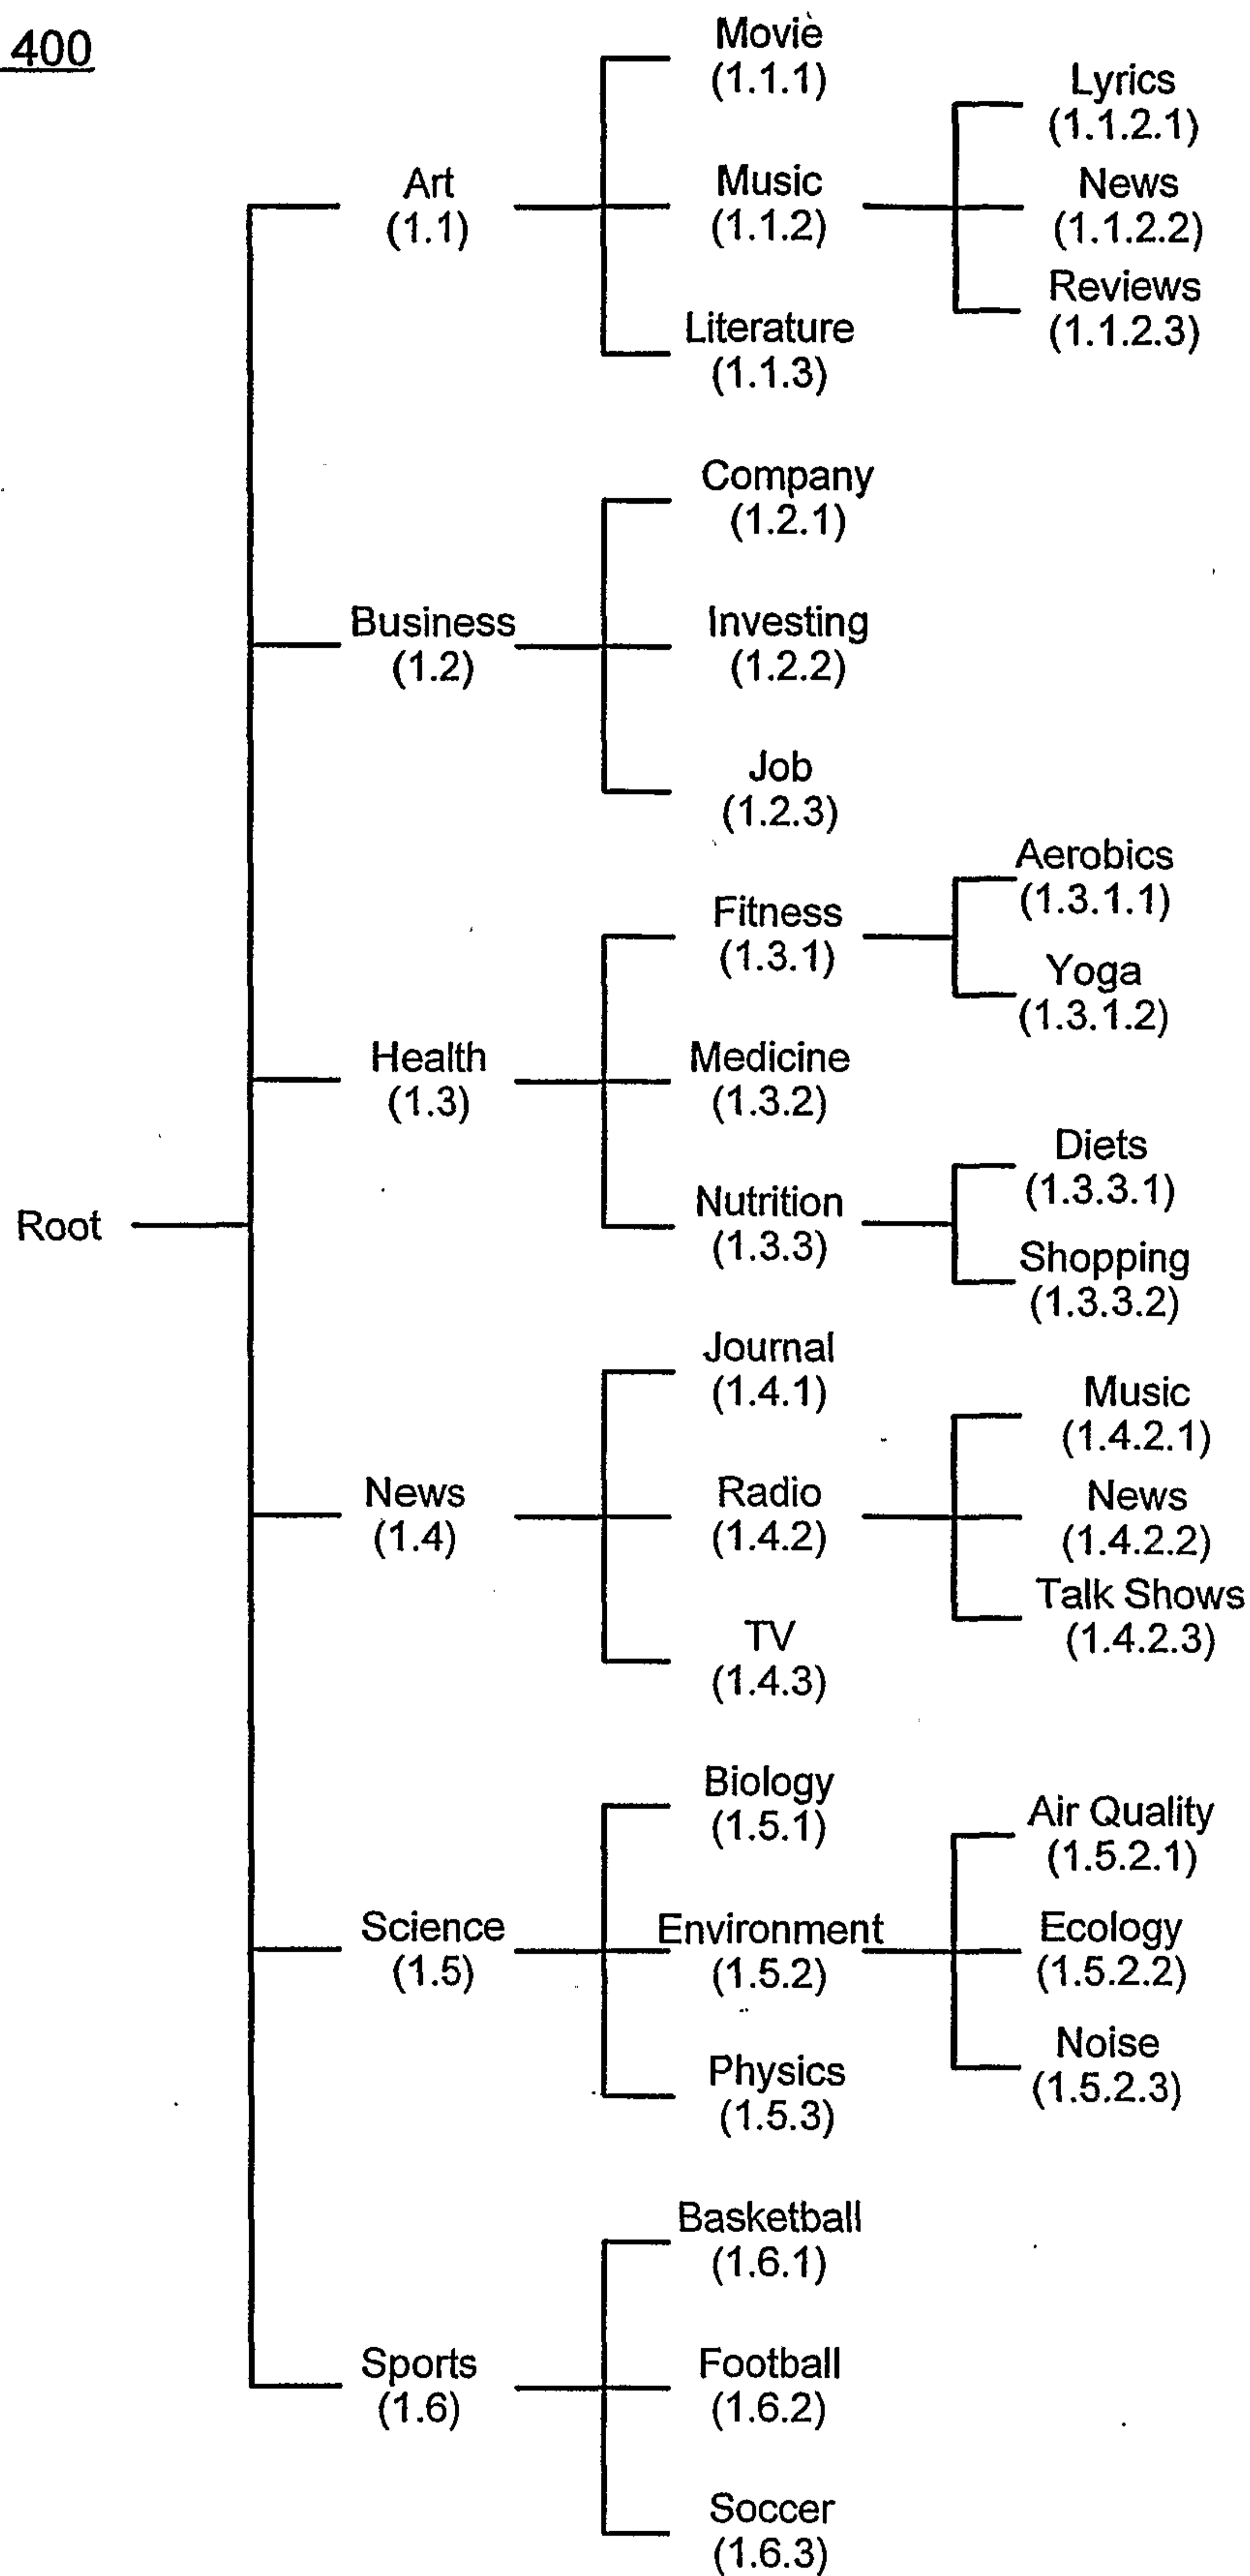 400
Root
Art
(1.1)
Movie
(1.1.1)
Music
(1.1.2)
Lyrics
(1.1.2.1)
News
(1.1.2.2)
Reviews
(1.1.2.3)
Literature
(1.1.3)
Business
(1.2)
Company
(1.2.1)
Investing
(1.2.2)
Job
(1.2.3)
Health
(1.3)
Fitness
(1.3.1)
Aerobics
(1.3.1.1)
Yoga
(1.3.1.2)
Medicine
(1.3.2)
Nutrition
(1.3.3)
Diets
(1.3.3.1)
Shopping
(1.3.3.2)
News
(1.4)
Journal
(1.4.1)
Radio
(1.4.2)
Music
(1.4.2.1)
News
(1.4.2.2)
Talk Shows
(1.4.2.3)
TV
(1.4.3)
Science
(1.5)
Biology
(1.5.1)
Environment
(1.5.2)
Air Quality
(1.5.2.1)
Ecology
(1.5.2.2)
Noise
(1.5.2.3)
Physics
(1.5.3)
Sports
(1.6)
Basketball
(1.6.1)
Football
(1.6.2)
Soccer
(1.6.3)